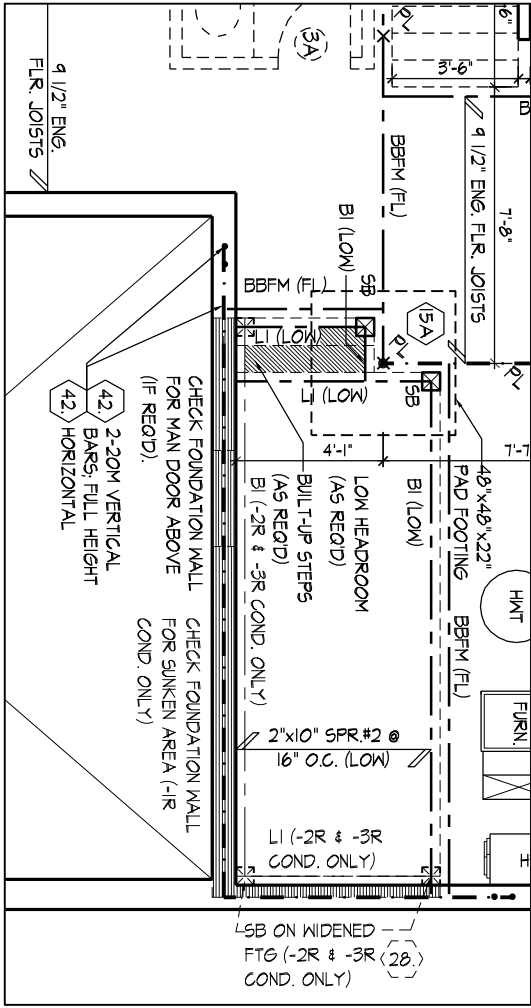 6"
3'-6"
PL
B
3A
9 1/2" ENG.
FLR. JOISTS
BBFM (FL)
9 1/2" ENG. FLR. JOISTS
7'-8"
BI (LOW)
BBFM (FL)
SB
15A
PL
PL
LI (LOW)
LI (LOW)
SB
4'-1"
7'-7
48"x48"x22"
PAD FOOTING
BI (LOW)
LOW HEADROOM
(AS REQ'D)
BUILT-UP STEPS
(AS REQ'D)
BI (-2R & -3R COND. ONLY)
HWT
BBFM (FL)
FURN.
H
42.
2-20M VERTICAL
BARS; FULL HEIGHT
42.
HORIZONTAL
CHECK FOUNDATION WALL
FOR MAN DOOR ABOVE
(IF REQ'D).
CHECK FOUNDATION WALL
FOR SUNKEN AREA (-1R
COND. ONLY)
2"x10" SPR.#2 @
16" O.C. (LOW)
LI (-2R & -3R
COND. ONLY)
SB ON WIDENED
FTG (-2R & -3R
COND. ONLY)
28.